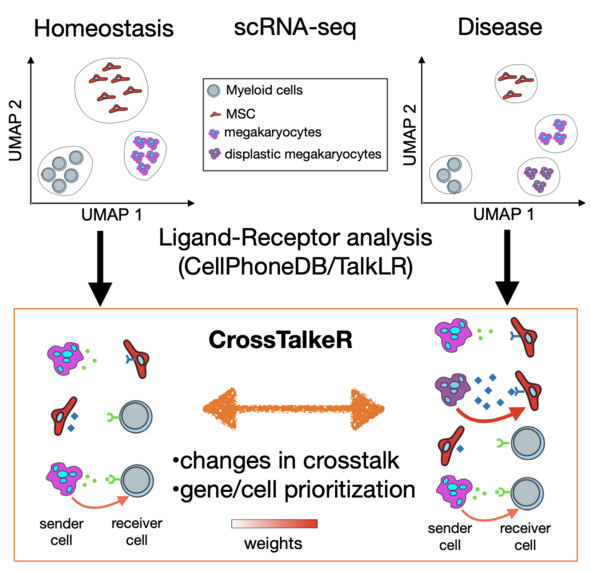 Homeostasis
scRNA-seq
Disease
UMAP 2
UMAP 1
Myeloid cells
MSC
megakaryocytes
displastic megakaryocytes
UMAP 2
UMAP 1
Ligand-Receptor analysis
(CellPhoneDB/TalkLR)
CrossTalkeR
•changes in crosstalk
•gene/cell prioritization
weights
sender
cell
receiver
cell
sender
cell
receiver
cell